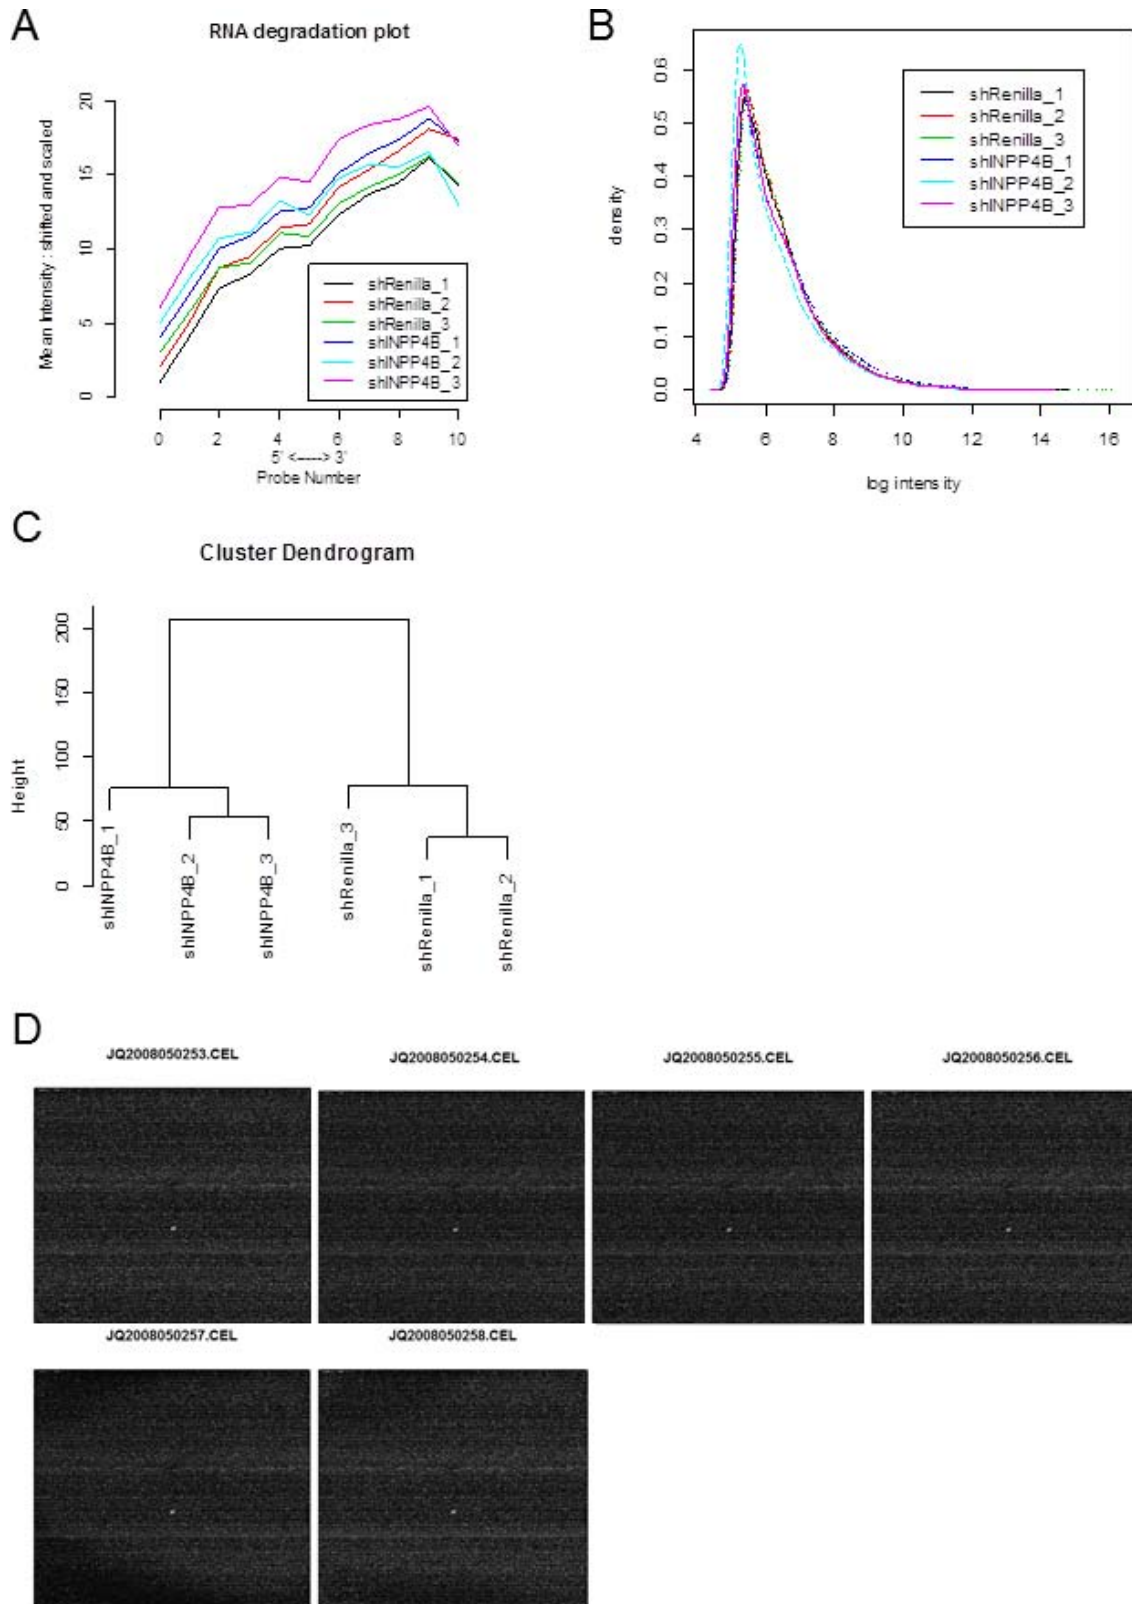 A
RNA degradation plot
Mean Intensity : shifted and scaled
20
15
10
5
0
shRenilla_1
shRenilla_2
shRenilla_3
shINPP4B_1
shINPP4B_2
shINPP4B_3
0 2 4 6 8 10
5' <-----> 3'
Probe Number
B
density
0.6
0.5
0.4
0.3
0.2
0.1
0.0
shRenilla_1
shRenilla_2
shRenilla_3
shINPP4B_1
shINPP4B_2
shINPP4B_3
4 6 8 10 12 14 16
log intensity
C
Cluster Dendrogram
Height
200
150
100
50
0
shINPP4B_1
shINPP4B_2
shINPP4B_3
shRenilla_3
shRenilla_1
shRenilla_2
D
JQ2008050253.CEL
JQ2008050254.CEL
JQ2008050255.CEL
JQ2008050256.CEL
JQ2008050257.CEL
JQ2008050258.CEL